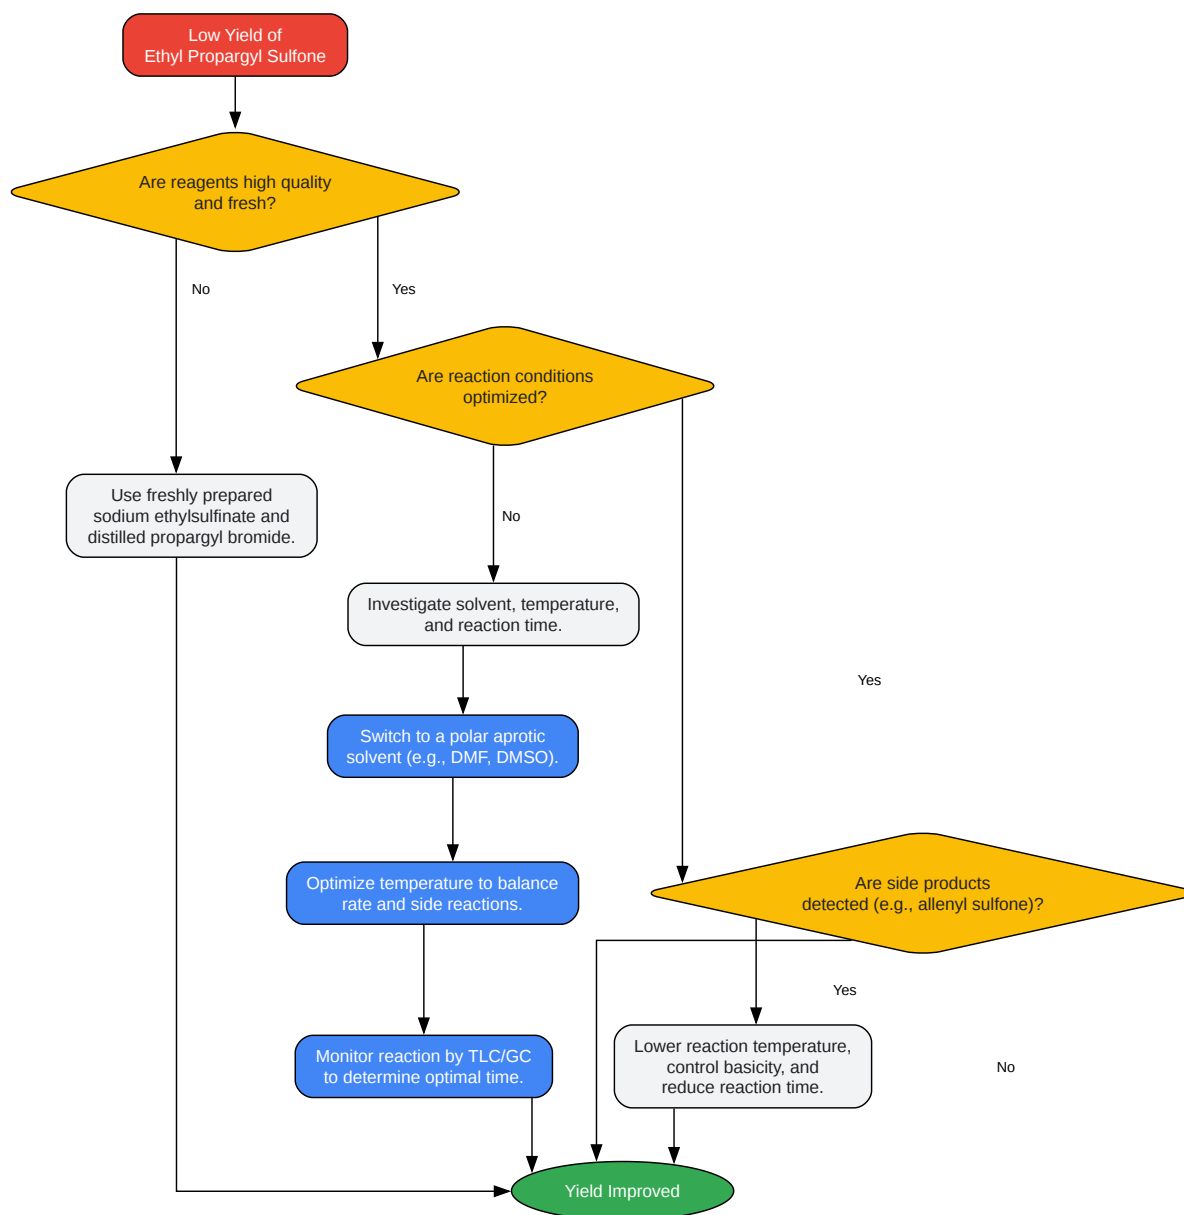 Low Yield of
Ethyl Propargyl Sulfone
Are reagents high quality
and fresh?
No
Yes
Are reaction conditions
optimized?
Use freshly prepared
sodium ethylsulfinate and
distilled propargyl bromide.
No
Investigate solvent, temperature,
and reaction time.
Yes
Switch to a polar aprotic
solvent (e.g., DMF, DMSO).
Optimize temperature to balance
rate and side reactions.
Are side products
detected (e.g., allenyl sulfone)?
Yes
Monitor reaction by TLC/GC
to determine optimal time.
Lower reaction temperature,
control basicity, and
reduce reaction time.
No
Yield Improved